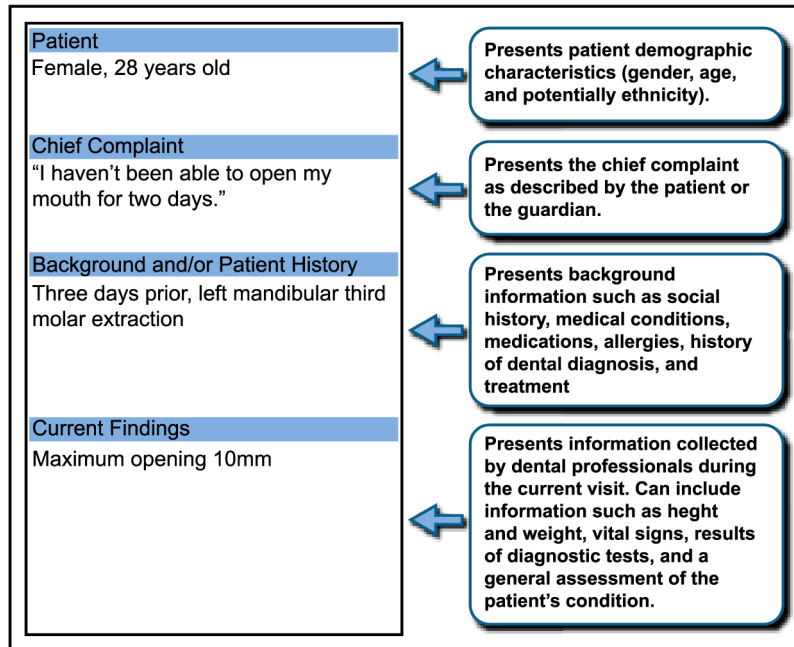 Patient
Female, 28 years old
Presents patient demographic
characteristics (gender, age,
and potentially ethnicity).
Chief Complaint
“I haven’t been able to open my
mouth for two days.”
Presents the chief complaint
as described by the patient or
the guardian.
Background and/or Patient History
Three days prior, left mandibular third
molar extraction
Presents background
information such as social
history, medical conditions,
medications, allergies, history
of dental diagnosis, and
treatment
Current Findings
Maximum opening 10mm
Presents information collected
by dental professionals during
the current visit. Can include
information such as heght
and weight, vital signs, results
of diagnostic tests, and a
general assessment of the
patient’s condition.